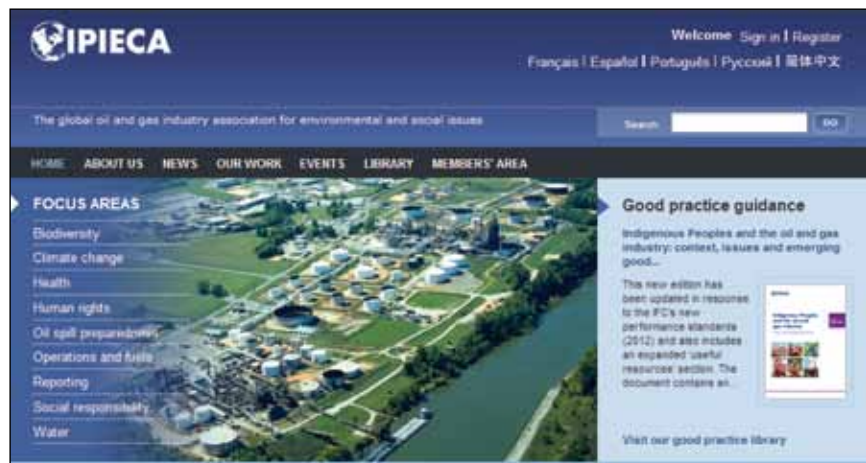 IPIECA
Welcome Sign in | Register
Français | Español | Português | Русский | 简体中文
The global oil and gas industry association for environmental and social issues
Search GO
HOME ABOUT US NEWS OUR WORK EVENTS LIBRARY MEMBERS' AREA
FOCUS AREAS
Biodiversity
Climate change
Health
Human rights
Oil spill preparedness
Operations and fuels
Reporting
Social responsibility
Water
Good practice guidance
Indigenous Peoples and the oil and gas
industry: context, issues and emerging
good...
This new edition has
been updated in response
to the IFC's new
performance standards
(2012) and also includes
an expanded 'useful
resources' section. The
document contains an...
Visit our good practice library